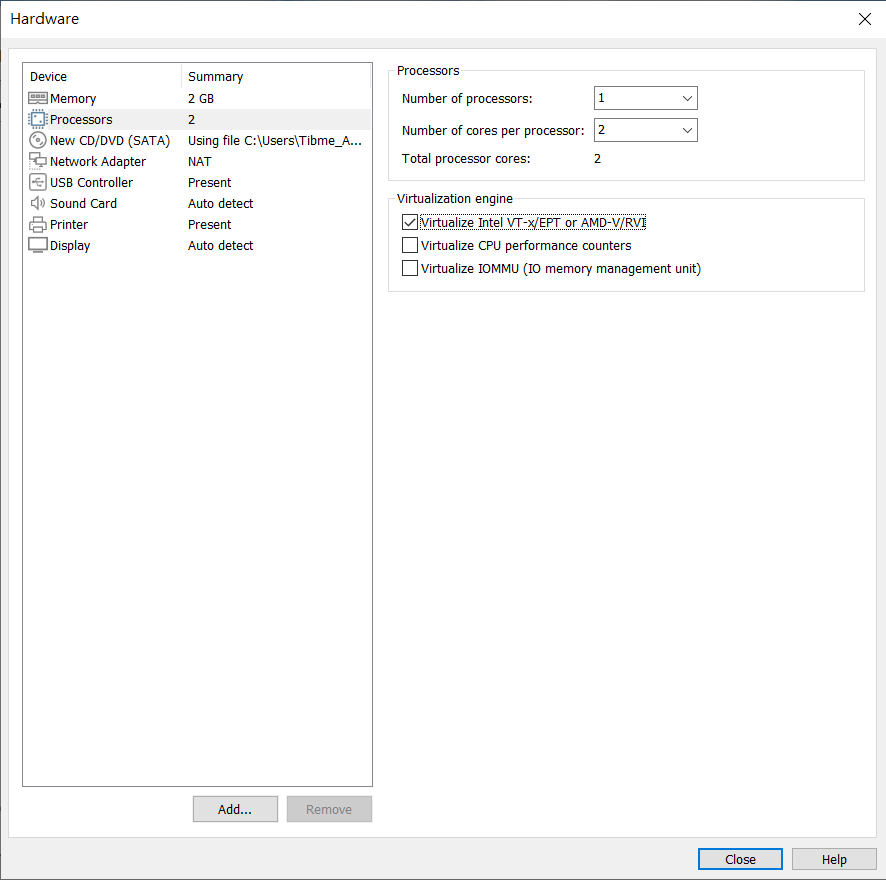 Hardware
Device Summary
Memory 2 GB
Processors 2
New CD/DVD (SATA) Using file C:\Users\Tibme_A...
Network Adapter NAT
USB Controller Present
Sound Card Auto detect
Printer Present
Display Auto detect
Add... Remove
Processors
Number of processors: 1
Number of cores per processor: 2
Total processor cores: 2
Virtualization engine
Virtualize Intel VT-x/EPT or AMD-V/RVI
Virtualize CPU performance counters
Virtualize IOMMU (IO memory management unit)
Close Help